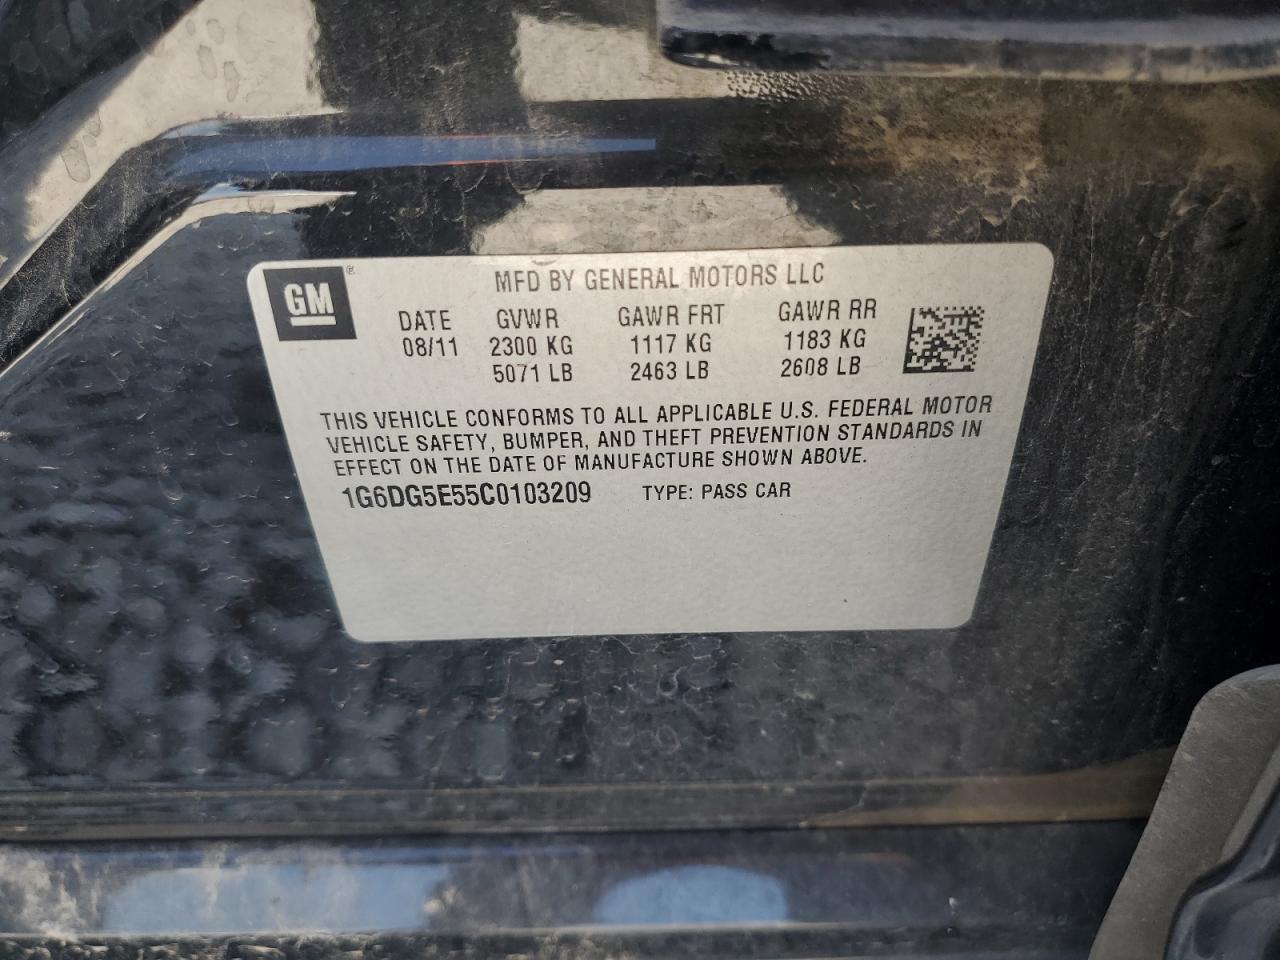 GM®
MFD BY GENERAL MOTORS LLC
DATE GVWR GAWR FRT GAWR RR
08/11 2300 KG 1117 KG 1183 KG
5071 LB 2463 LB 2608 LB
THIS VEHICLE CONFORMS TO ALL APPLICABLE U.S. FEDERAL MOTOR
VEHICLE SAFETY, BUMPER, AND THEFT PREVENTION STANDARDS IN
EFFECT ON THE DATE OF MANUFACTURE SHOWN ABOVE.
1G6DG5E55C0103209 TYPE: PASS CAR